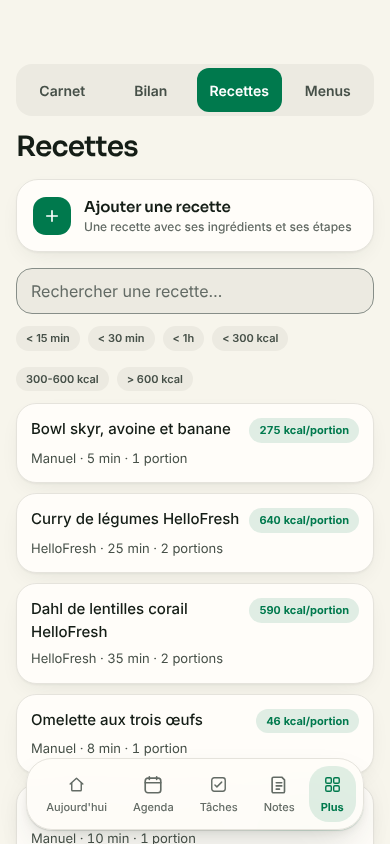 Carnet
Bilan
Recettes
Menus
Recettes
Ajouter une recette
Une recette avec ses ingrédients et ses étapes
Rechercher une recette...
< 15 min
< 30 min
< 1h
< 300 kcal
300-600 kcal
> 600 kcal
Bowl skyr, avoine et banane
275 kcal/portion
Manuel · 5 min · 1 portion
Curry de légumes HelloFresh
640 kcal/portion
HelloFresh · 25 min · 2 portions
Dahl de lentilles corail
HelloFresh
590 kcal/portion
HelloFresh · 35 min · 2 portions
Omelette aux trois œufs
46 kcal/portion
Manuel · 8 min · 1 portion
Manuel · 10 min · 1 portion
Aujourd'hui
Agenda
Tâches
Notes
Plus